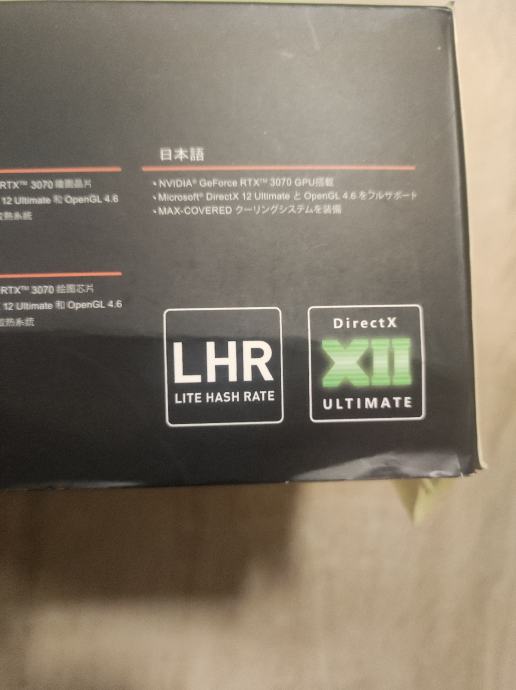 RTX™ 3070 繪圖晶片
12 Ultimate 和 OpenGL 4.6
散熱系統
RTX™ 3070 绘图芯片
12 Ultimate 和 OpenGL 4.6
散热系统
日本語
• NVIDIA® GeForce RTX™ 3070 GPU搭載
• Microsoft® DirectX 12 Ultimate と OpenGL 4.6 をフルサポート
• MAX-COVERED クーリングシステムを装備
LHR
LITE HASH RATE
DirectX
XII
ULTIMATE